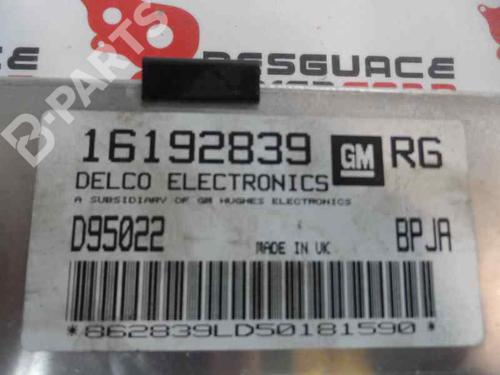 DESGUACE
B-PARTS
16192839 GM RG
DELCO ELECTRONICS
A SUBSIDIARY OF GM HUGHES ELECTRONICS
D95022 MADE IN UK BPJA
*862839LD50181590*